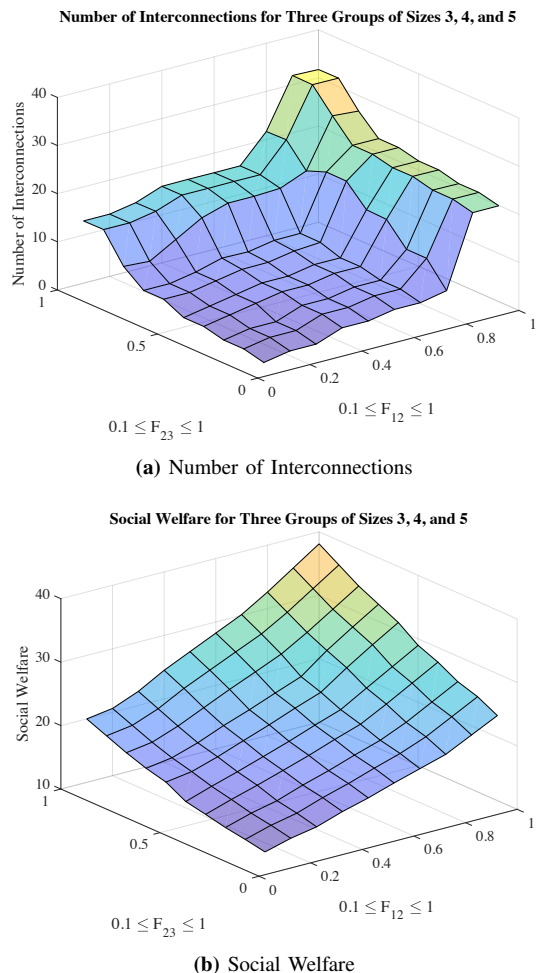 Number of Interconnections for Three Groups of Sizes 3, 4, and 5
Number of Interconnections
40
30
20
10
0
1
0.5
0
0
0.2
0.4
0.6
0.8
1
0.1 ≤ F₂₃ ≤ 1
0.1 ≤ F₁₂ ≤ 1
(a) Number of Interconnections
Social Welfare for Three Groups of Sizes 3, 4, and 5
Social Welfare
40
30
20
10
1
0.5
0
0
0.2
0.4
0.6
0.8
1
0.1 ≤ F₂₃ ≤ 1
0.1 ≤ F₁₂ ≤ 1
(b) Social Welfare